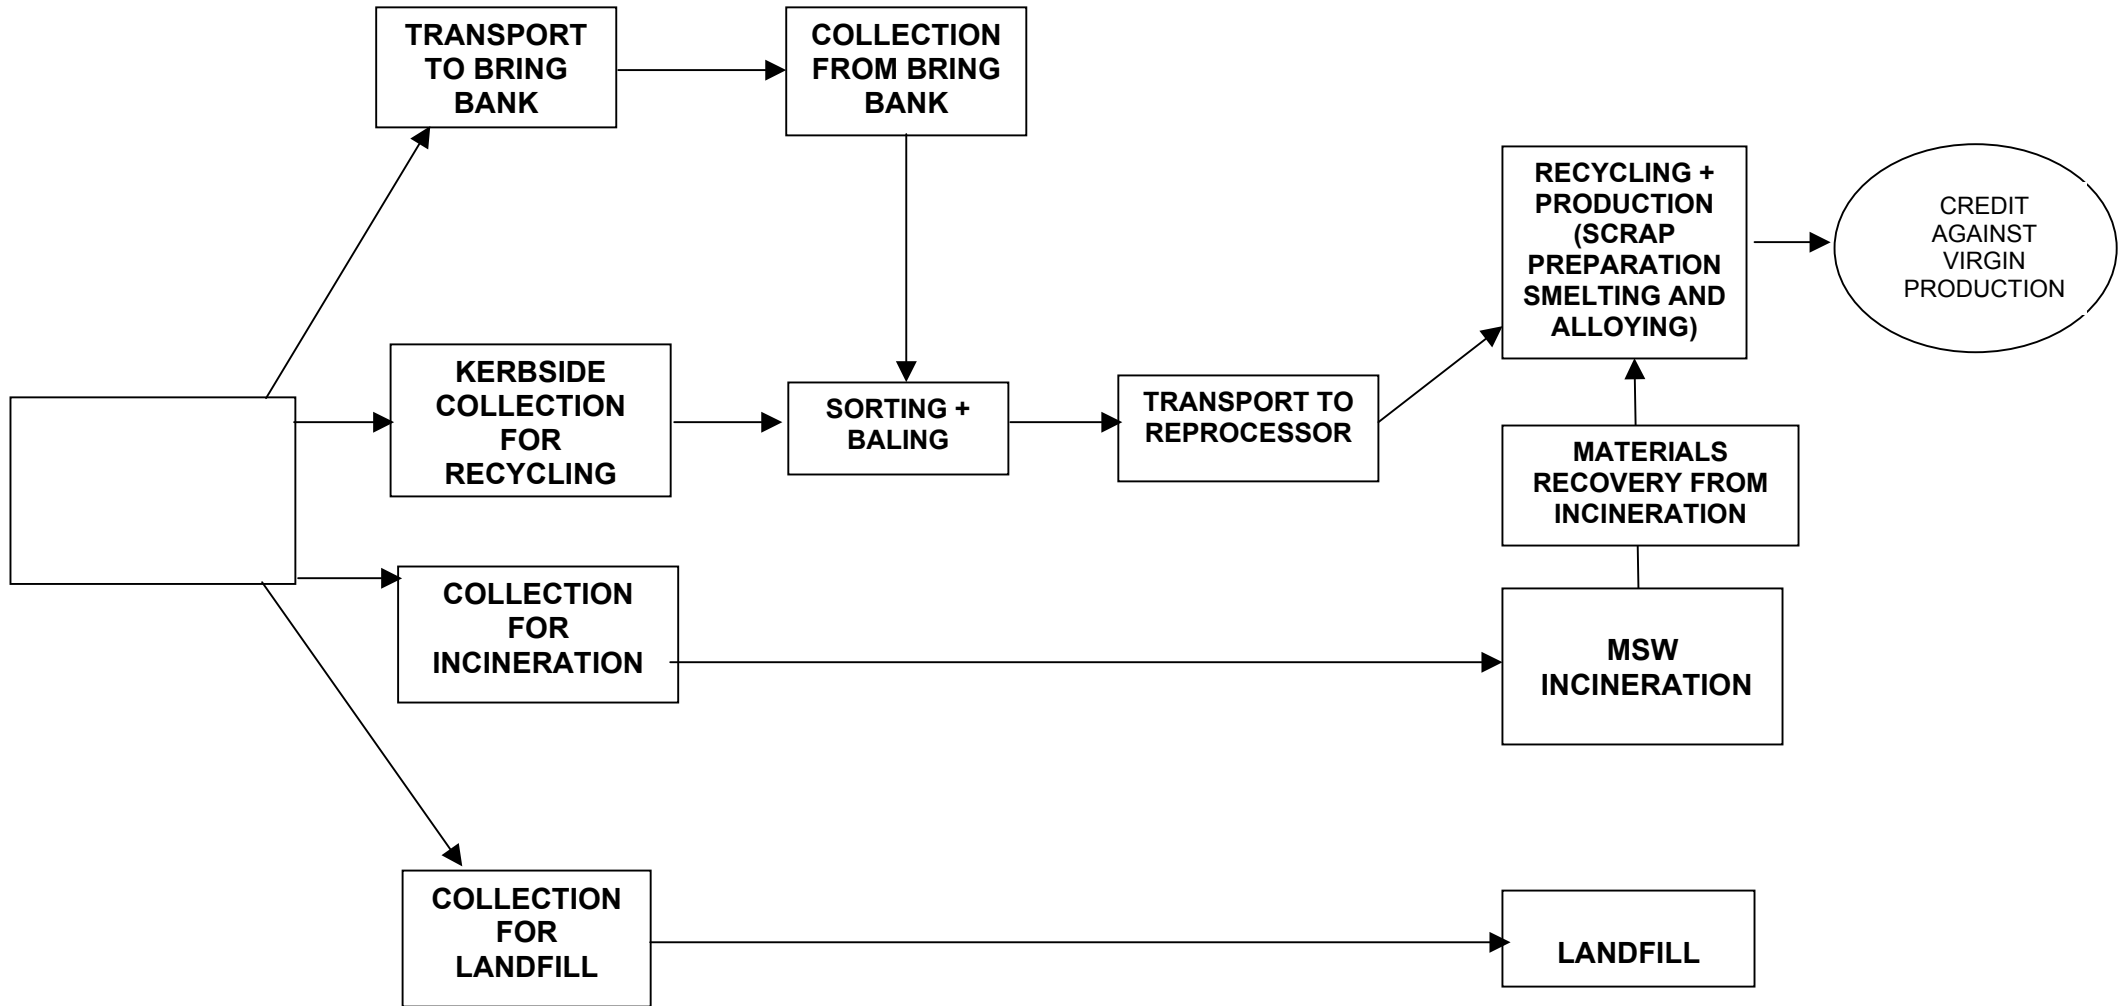 TRANSPORT
TO BRING
BANK
COLLECTION
FROM BRING
BANK
RECYCLING +
PRODUCTION
(SCRAP
PREPARATION
SMELTING AND
ALLOYING)
CREDIT
AGAINST
VIRGIN
PRODUCTION
KERBSIDE
COLLECTION
FOR
RECYCLING
SORTING +
BALING
TRANSPORT TO
REPROCESSOR
MATERIALS
RECOVERY FROM
INCINERATION
COLLECTION
FOR
INCINERATION
MSW
INCINERATION
COLLECTION
FOR
LANDFILL
LANDFILL